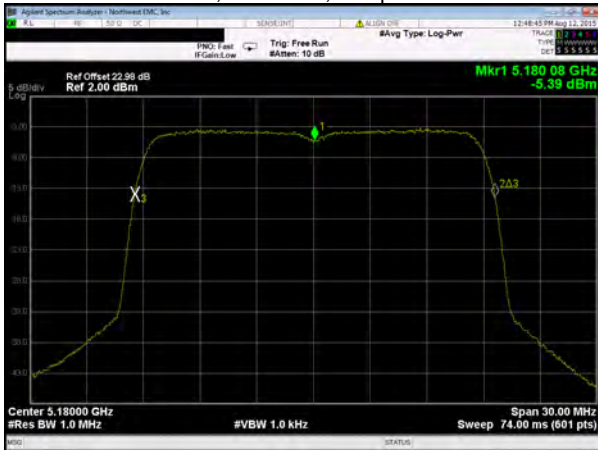 Agilent Spectrum Analyzer - Northwest EMC, Inc
RL RF 50 Ω DC SENSE:INT ALIGN OFF 12:48:45 PM Aug 12, 2015
#Avg Type: Log-Pwr TRACE 1 2 3 4 5 6
PNO: Fast Trig: Free Run TYPE
IFGain:Low #Atten: 10 dB DET S S S S S S
Mkr1 5.180 08 GHz
-5.39 dBm
Ref Offset 22.98 dB
5 dB/div Ref 2.00 dBm
Log
1
3
2Δ3
Center 5.18000 GHz Span 30.00 MHz
#Res BW 1.0 MHz #VBW 1.0 kHz Sweep 74.00 ms (601 pts)
MSG STATUS